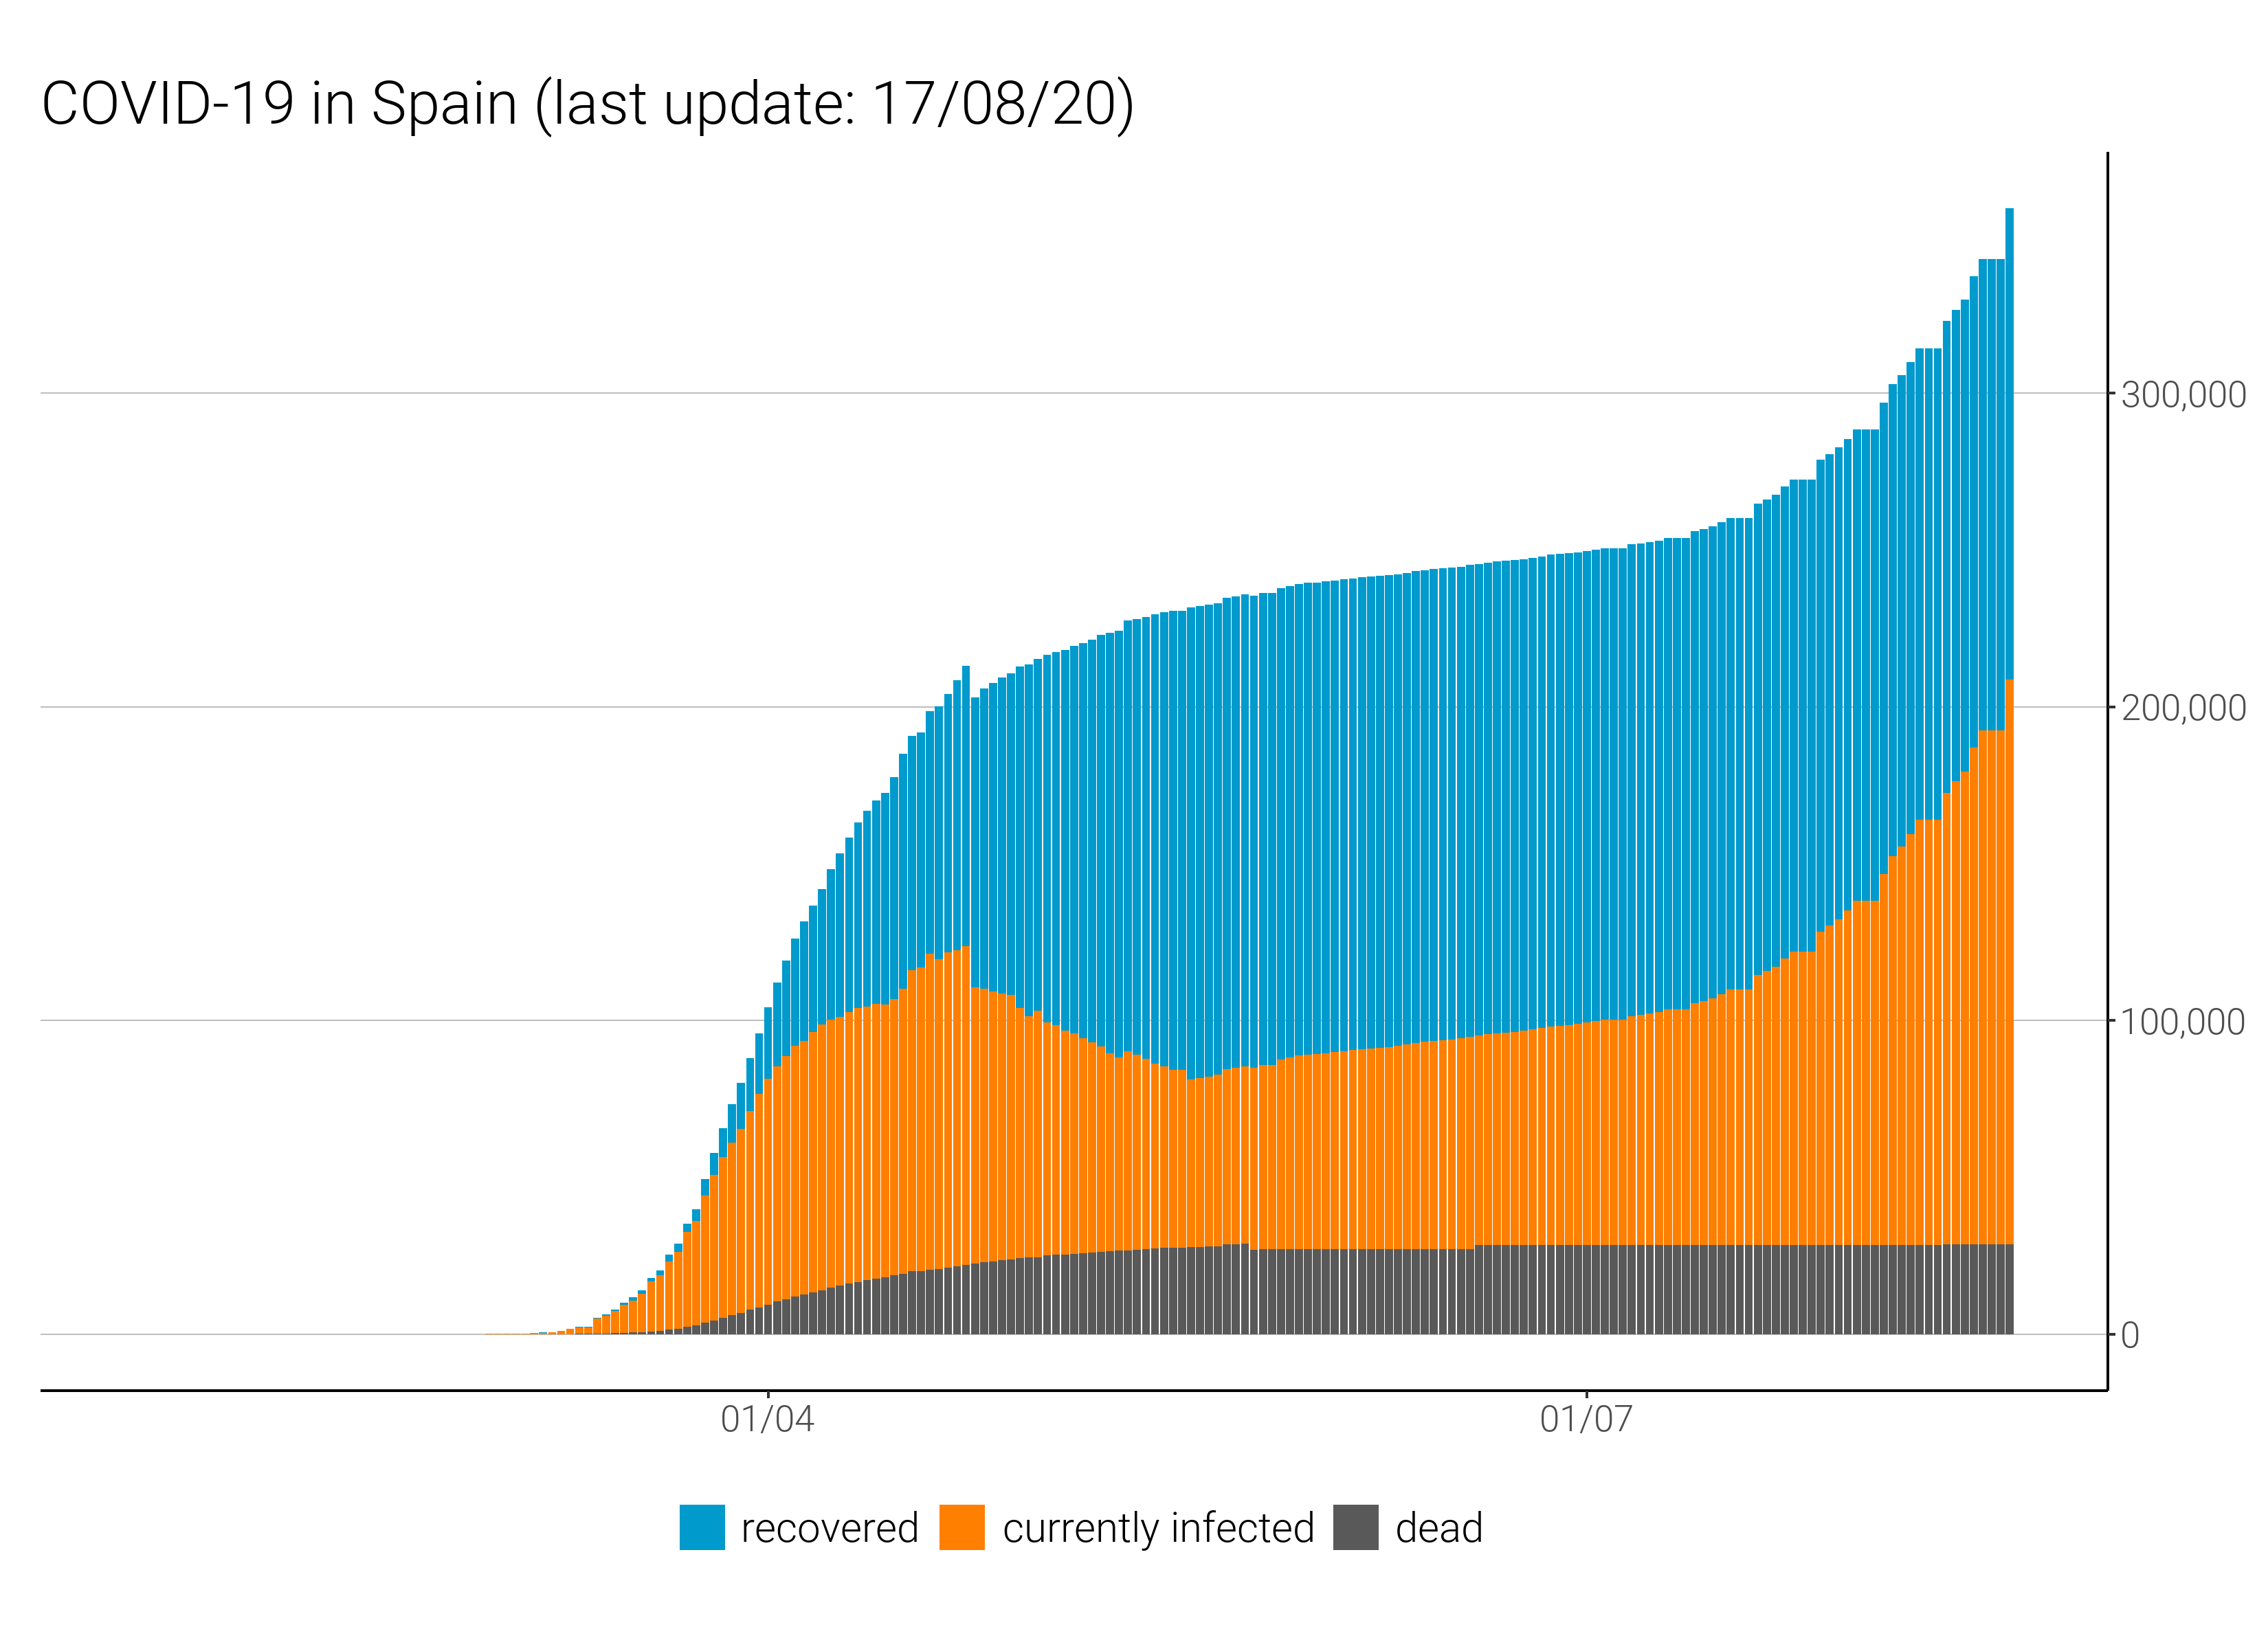 COVID-19 in Spain (last update: 17/08/20)
300,000
200,000
100,000
0
01/04 01/07
recovered currently infected dead